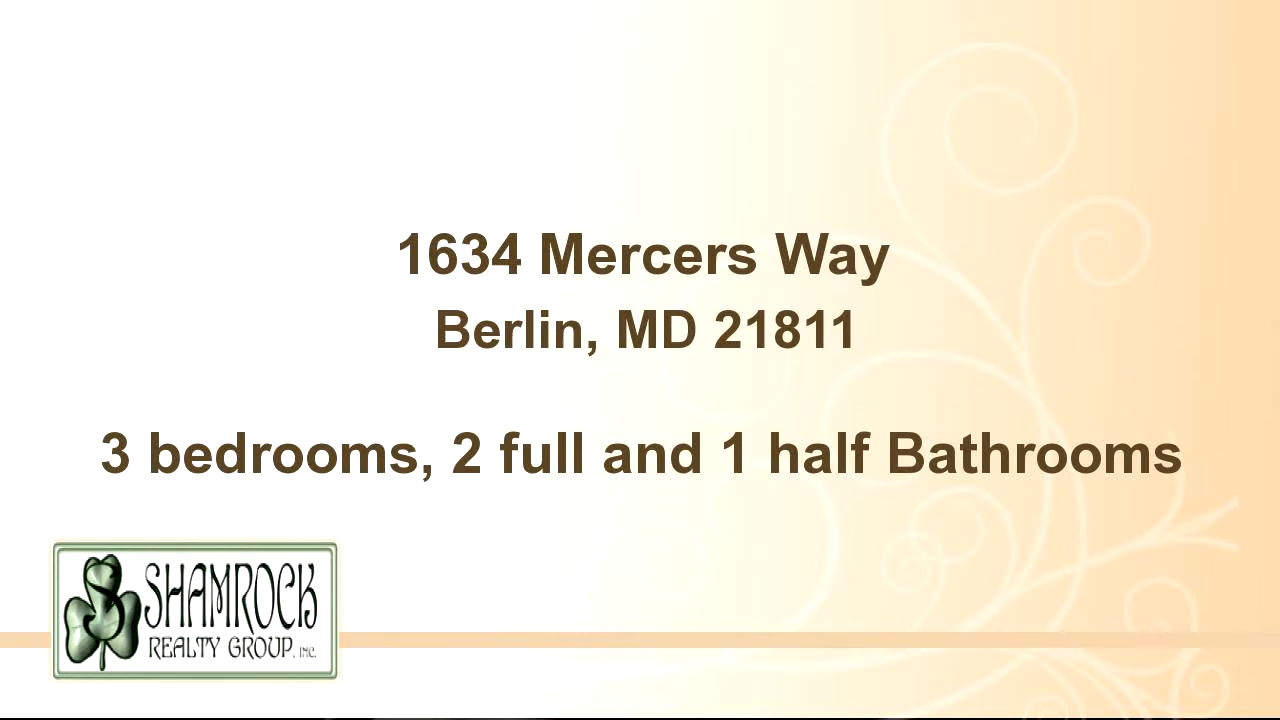 1634 Mercers Way
Berlin, MD 21811
3 bedrooms, 2 full and 1 half Bathrooms
SHAMROCK
REALTY GROUP, INC.